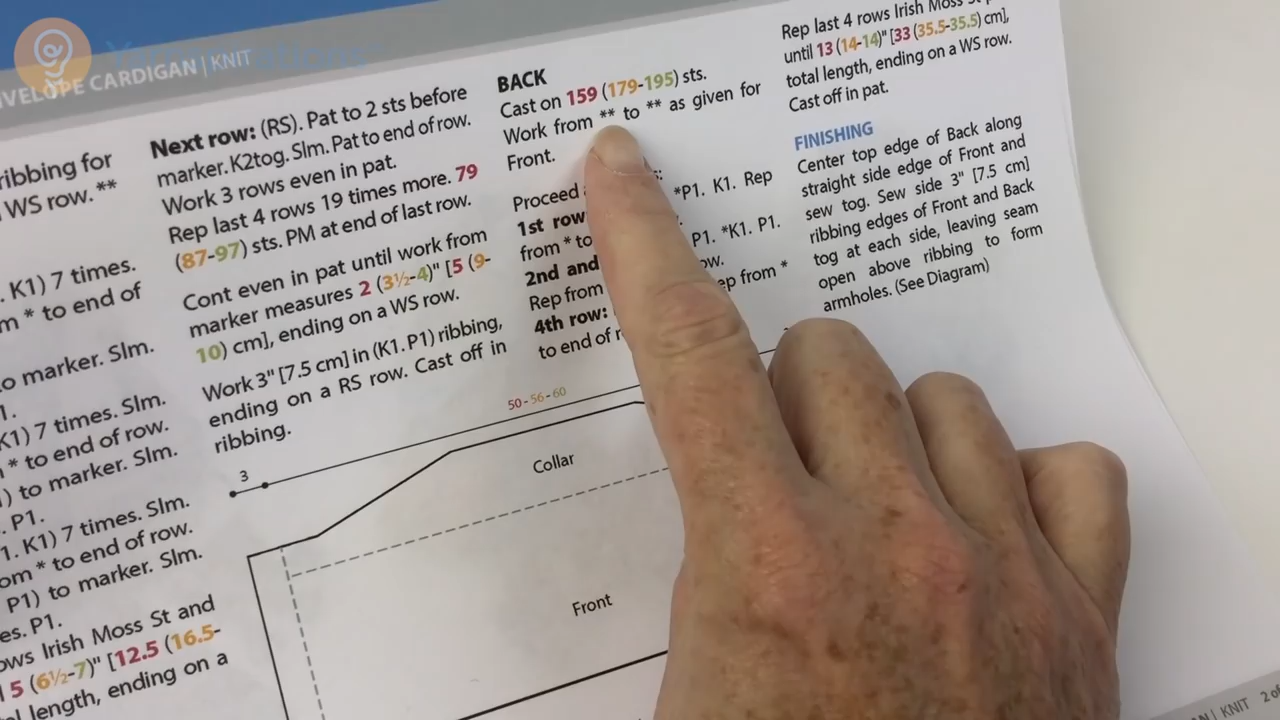 ENVELOPE CARDIGAN | KNIT
ribbing for
WS row. **
K1) 7 times.
* to end of
to marker. Slm.
1.
K1) 7 times. Slm.
* to end of row.
) to marker. Slm.
. P1.
1. K1) 7 times. Slm.
om * to end of row.
P1) to marker. Slm.
es. P1.
ows Irish Moss St and
5 (6½-7)" [12.5 (16.5-
length, ending on a
Next row: (RS). Pat to 2 sts before
marker. K2tog. Slm. Pat to end of row.
Work 3 rows even in pat.
Rep last 4 rows 19 times more. 79
(87-97) sts. PM at end of last row.
Cont even in pat until work from
marker measures 2 (3½-4)" [5 (9-
10) cm], ending on a WS row.
Work 3" [7.5 cm] in (K1. P1) ribbing,
ending on a RS row. Cast off in
ribbing.
BACK
Cast on 159 (179-195) sts.
Work from ** to ** as given for
Front.
Proceed :
1st row *P1. K1. Rep
from * to
2nd and P1. *K1. P1.
Rep from row.
4th row: ep from *
to end of r
Rep last 4 rows Irish Moss St
until 13 (14-14)" [33 (35.5-35.5) cm],
total length, ending on a WS row.
Cast off in pat.
FINISHING
Center top edge of Back along
straight side edge of Front and
sew tog. Sew side 3" [7.5 cm]
ribbing edges of Front and Back
tog at each side, leaving seam
open above ribbing to form
armholes. (See Diagram)
50 - 56 - 60
3
Collar
Front
| KNIT 2 of